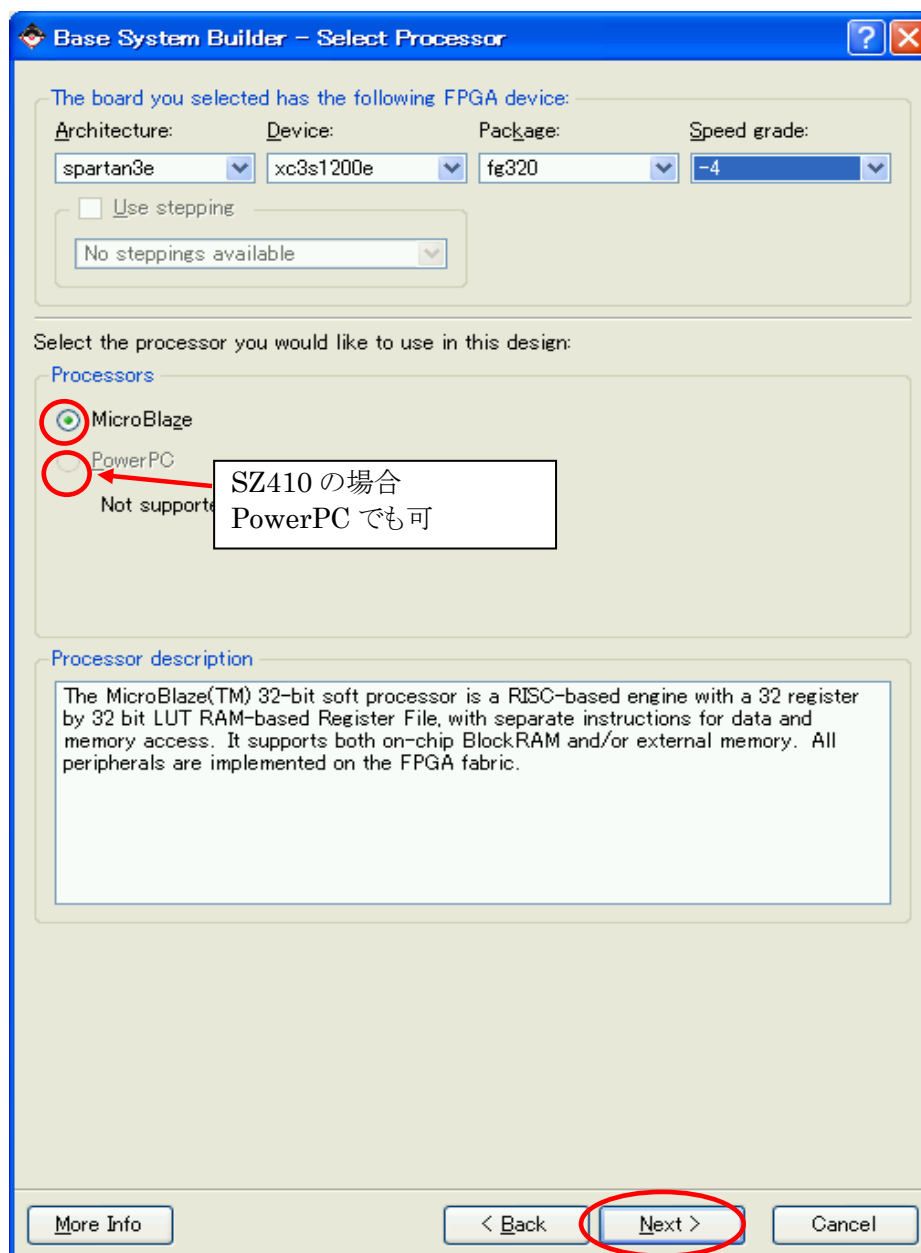 Base System Builder - Select Processor
The board you selected has the following FPGA device:
Architecture: Device: Package: Speed grade:
spartan3e xc3s1200e fg320 -4
Use stepping
No steppings available
Select the processor you would like to use in this design:
Processors
MicroBlaze
PowerPC
Not supporte
SZ410 の場合
PowerPC でも可
Processor description
The MicroBlaze(TM) 32-bit soft processor is a RISC-based engine with a 32 register
by 32 bit LUT RAM-based Register File, with separate instructions for data and
memory access. It supports both on-chip BlockRAM and/or external memory. All
peripherals are implemented on the FPGA fabric.
More Info < Back Next > Cancel